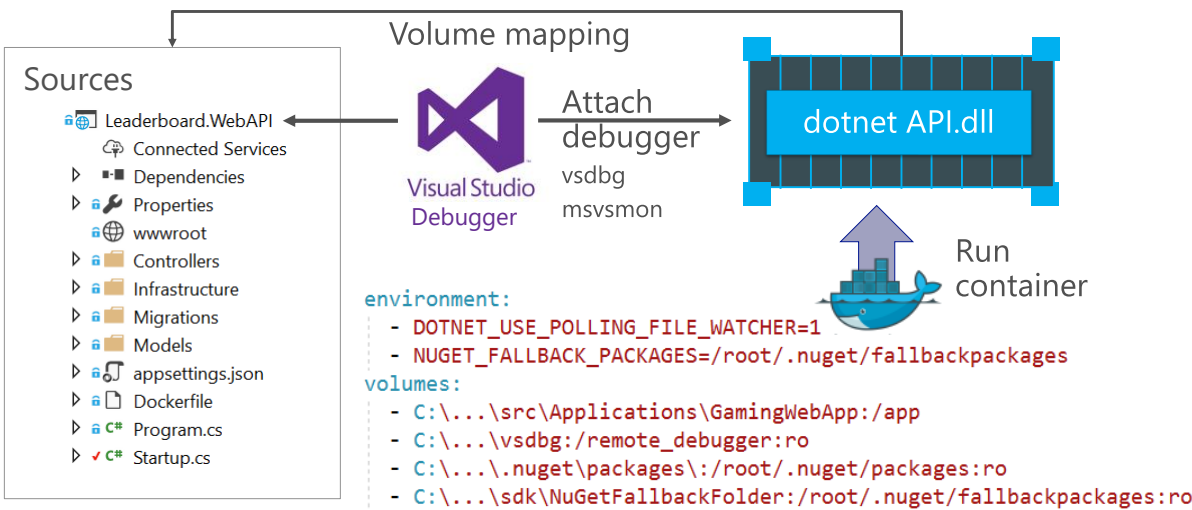 Volume mapping
Sources
Leaderboard.WebAPI
Connected Services
Dependencies
Properties
wwwroot
Controllers
Infrastructure
Migrations
Models
appsettings.json
Dockerfile
C# Program.cs
C# Startup.cs
Visual Studio
Debugger
Attach
debugger
vsdbg
msvsmon
dotnet API.dll
Run
container
environment:
- DOTNET_USE_POLLING_FILE_WATCHER=1
- NUGET_FALLBACK_PACKAGES=/root/.nuget/fallbackpackages
volumes:
- C:\...\src\Applications\GamingWebApp:/app
- C:\...\vsdbg:/remote_debugger:ro
- C:\...\.nuget\packages\:/root/.nuget/packages:ro
- C:\...\sdk\NuGetFallbackFolder:/root/.nuget/fallbackpackages:ro